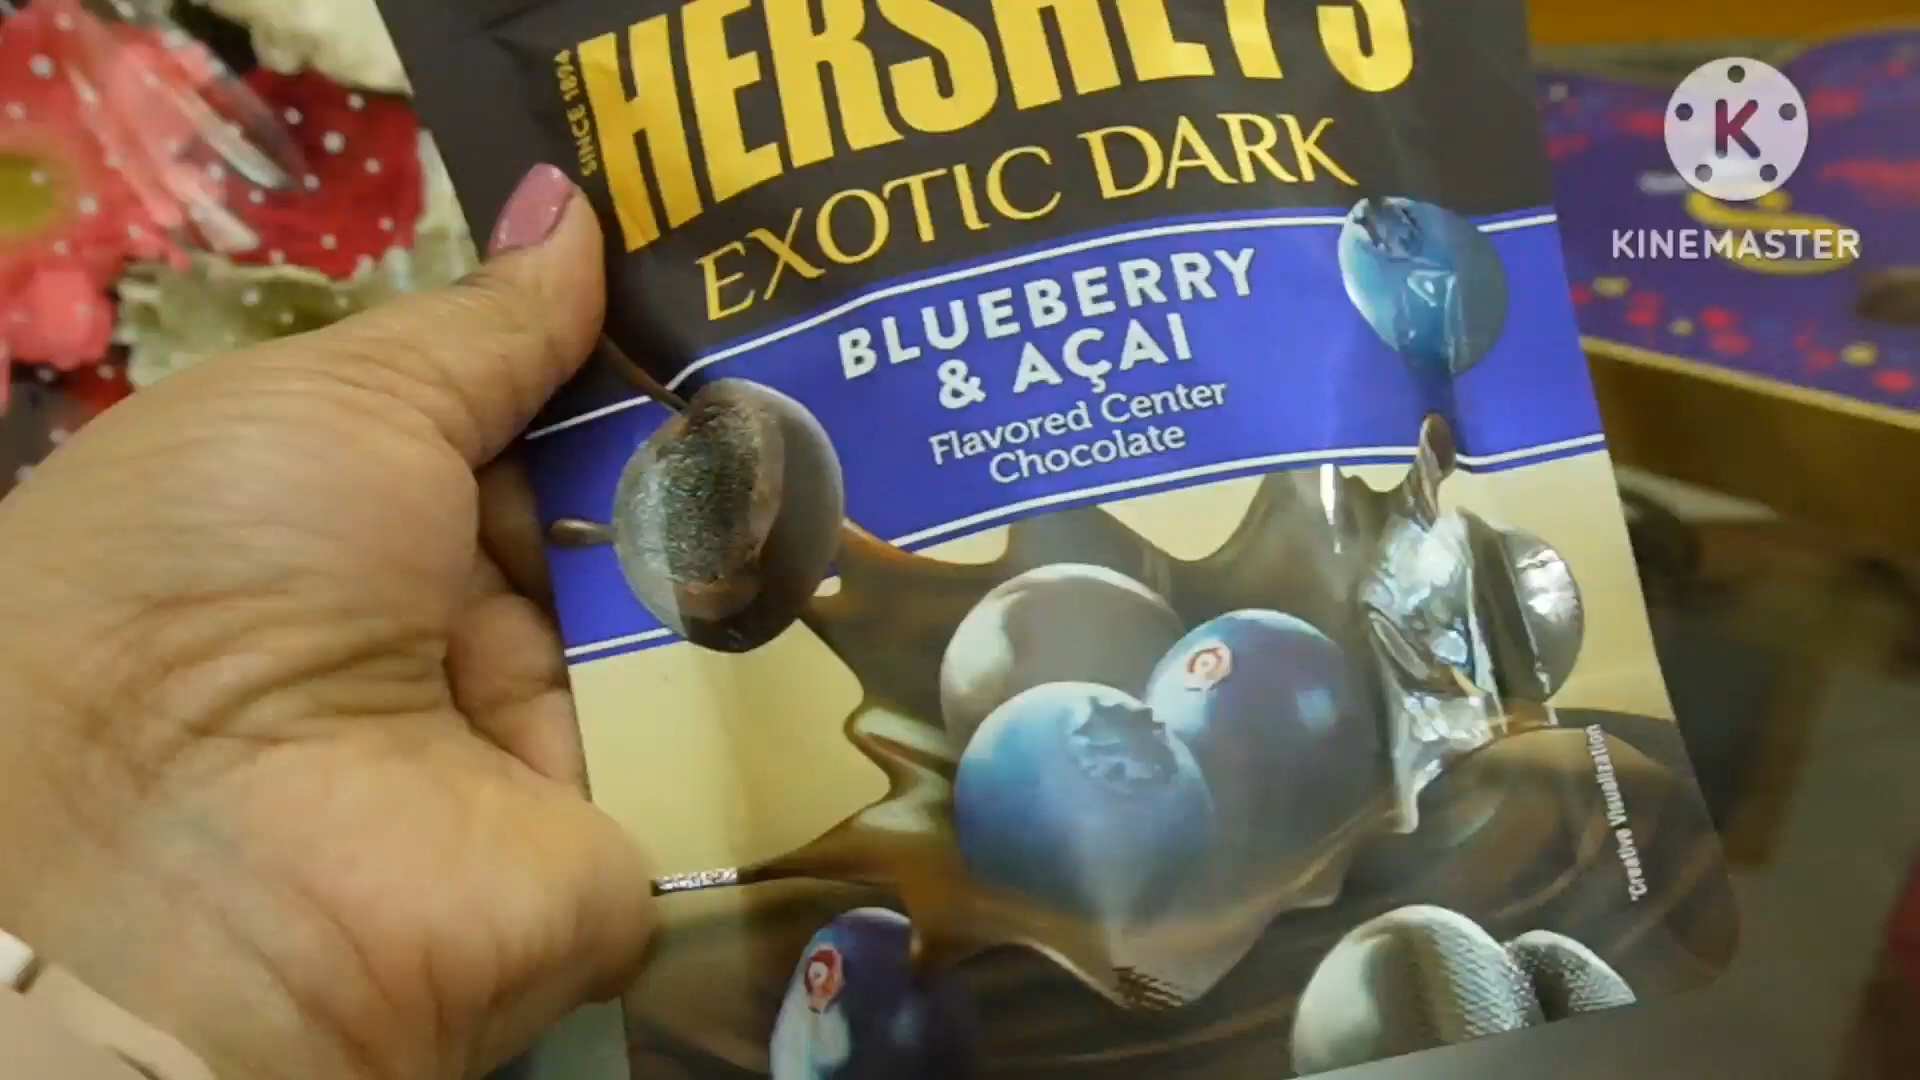 HERSHEY'S
SINCE 1894
EXOTIC DARK
BLUEBERRY
& AÇAI
Flavored Center
Chocolate
Creative Visualization
K
KINEMASTER